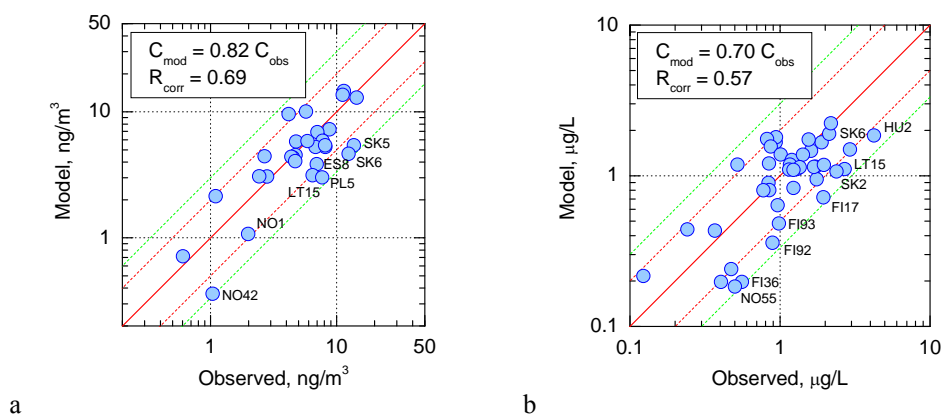 50
C_mod = 0.82 C_obs
R_corr = 0.69
10
SK5
SK6
ES8
LT15
PL5
NO1
1
NO42
1
10
50
Model, ng/m³
Observed, ng/m³
a
10
C_mod = 0.70 C_obs
R_corr = 0.57
SK6
HU2
LT15
1
SK2
FI17
FI93
FI92
FI36
NO55
0.1
0.1
1
10
Model, μg/L
Observed, μg/L
b